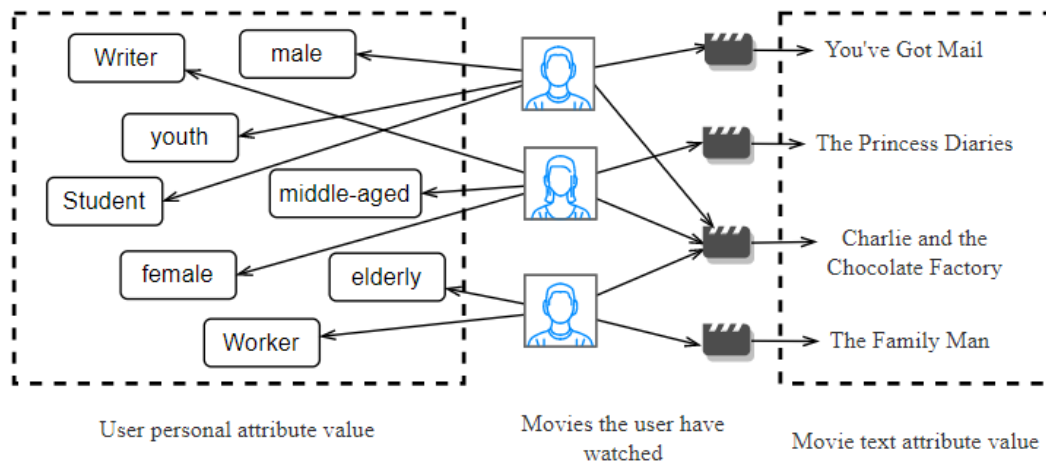 Writer
male
You've Got Mail
youth
The Princess Diaries
Student
middle-aged
Charlie and the
Chocolate Factory
female
elderly
Worker
The Family Man
User personal attribute value
Movies the user have
watched
Movie text attribute value